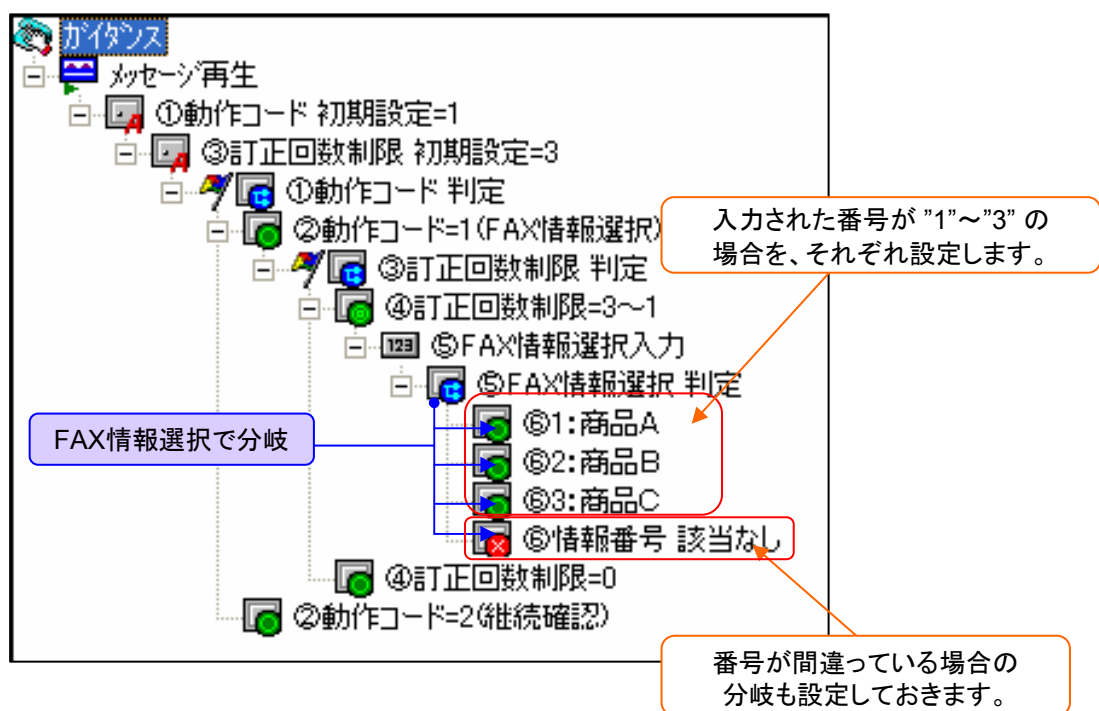 ガイダンス
メッセージ再生
①動作コード 初期設定=1
③訂正回数制限 初期設定=3
①動作コード 判定
②動作コード=1(FAX情報選択)
③訂正回数制限 判定
④訂正回数制限=3～1
123 ⑤FAX情報選択入力
⑤FAX情報選択 判定
⑥1:商品A
⑥2:商品B
⑥3:商品C
⑥情報番号 該当なし
④訂正回数制限=0
②動作コード=2(継続確認)
入力された番号が ”1”～”3” の
場合を、それぞれ設定します。
FAX情報選択で分岐
番号が間違っている場合の
分岐も設定しておきます。